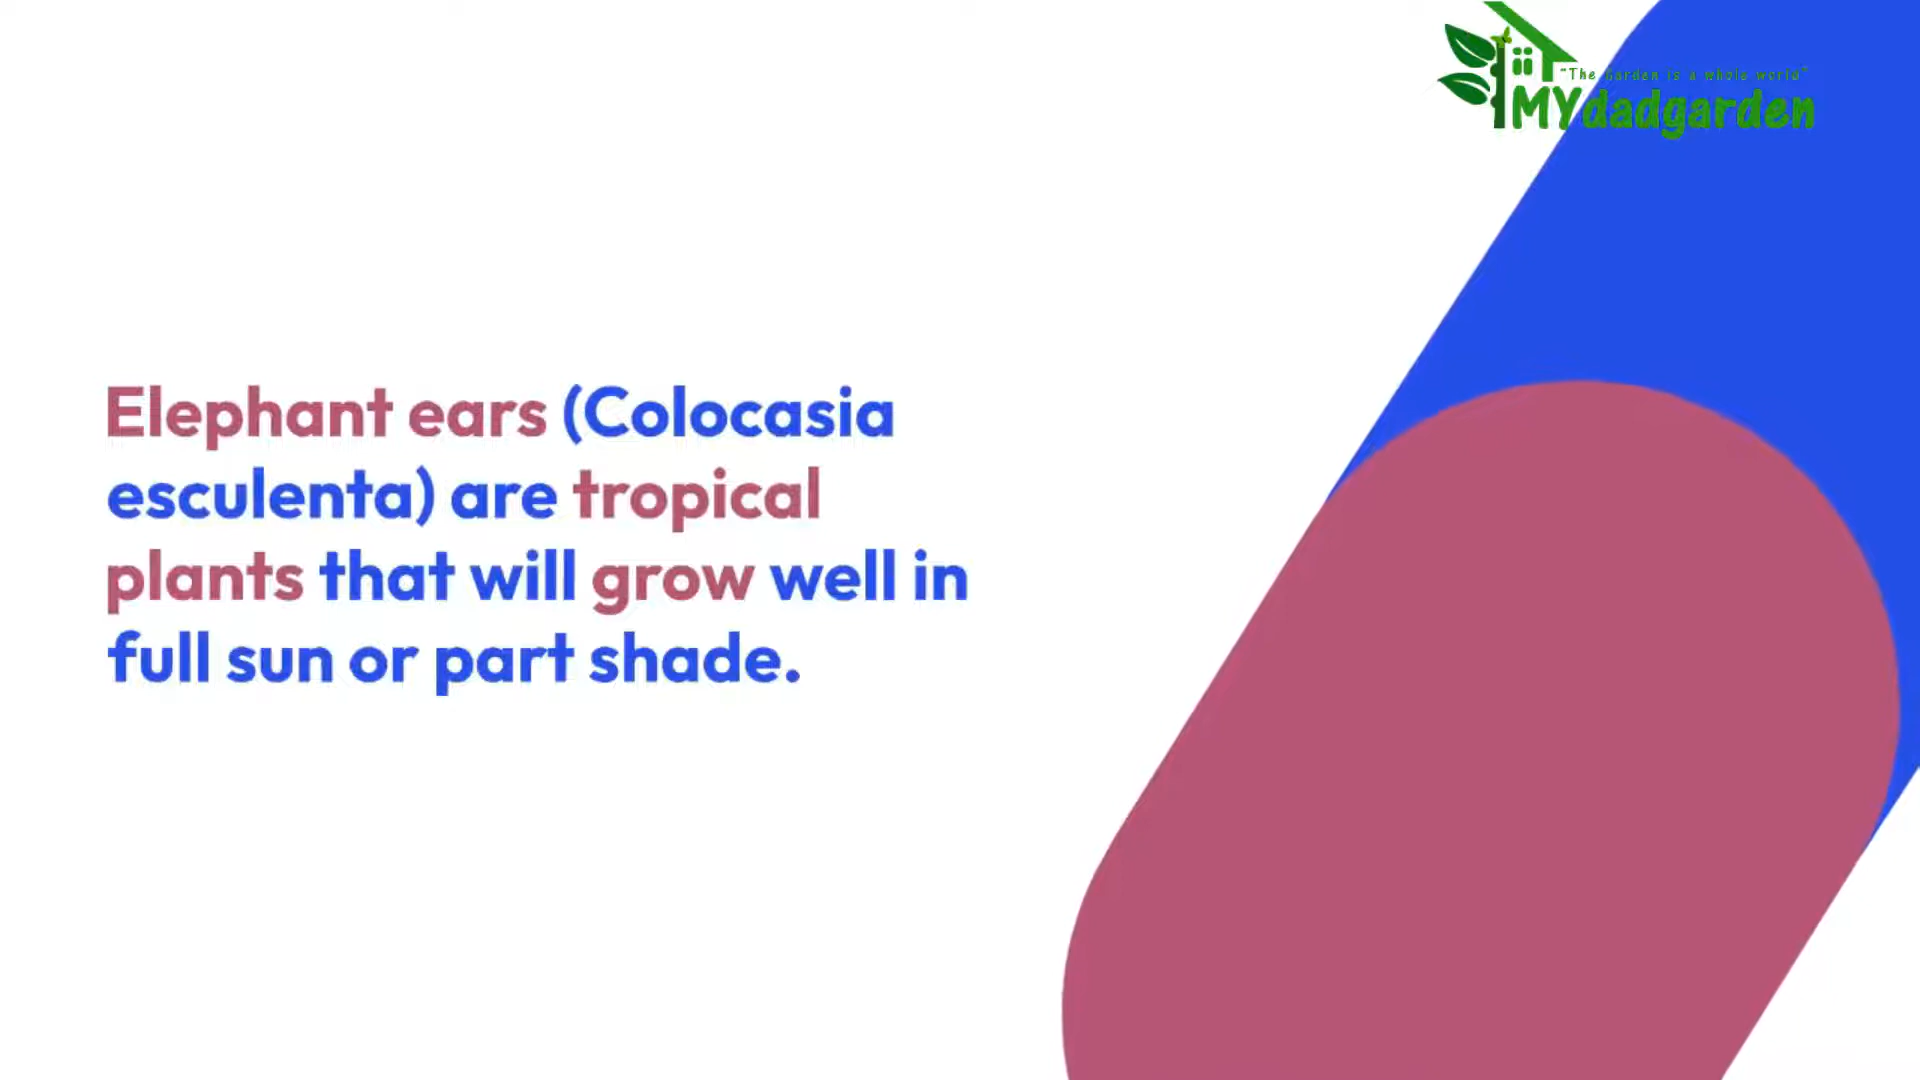 "The Garden is a whole world"
MYdadgarden
Elephant ears (Colocasia
esculenta) are tropical
plants that will grow well in
full sun or part shade.